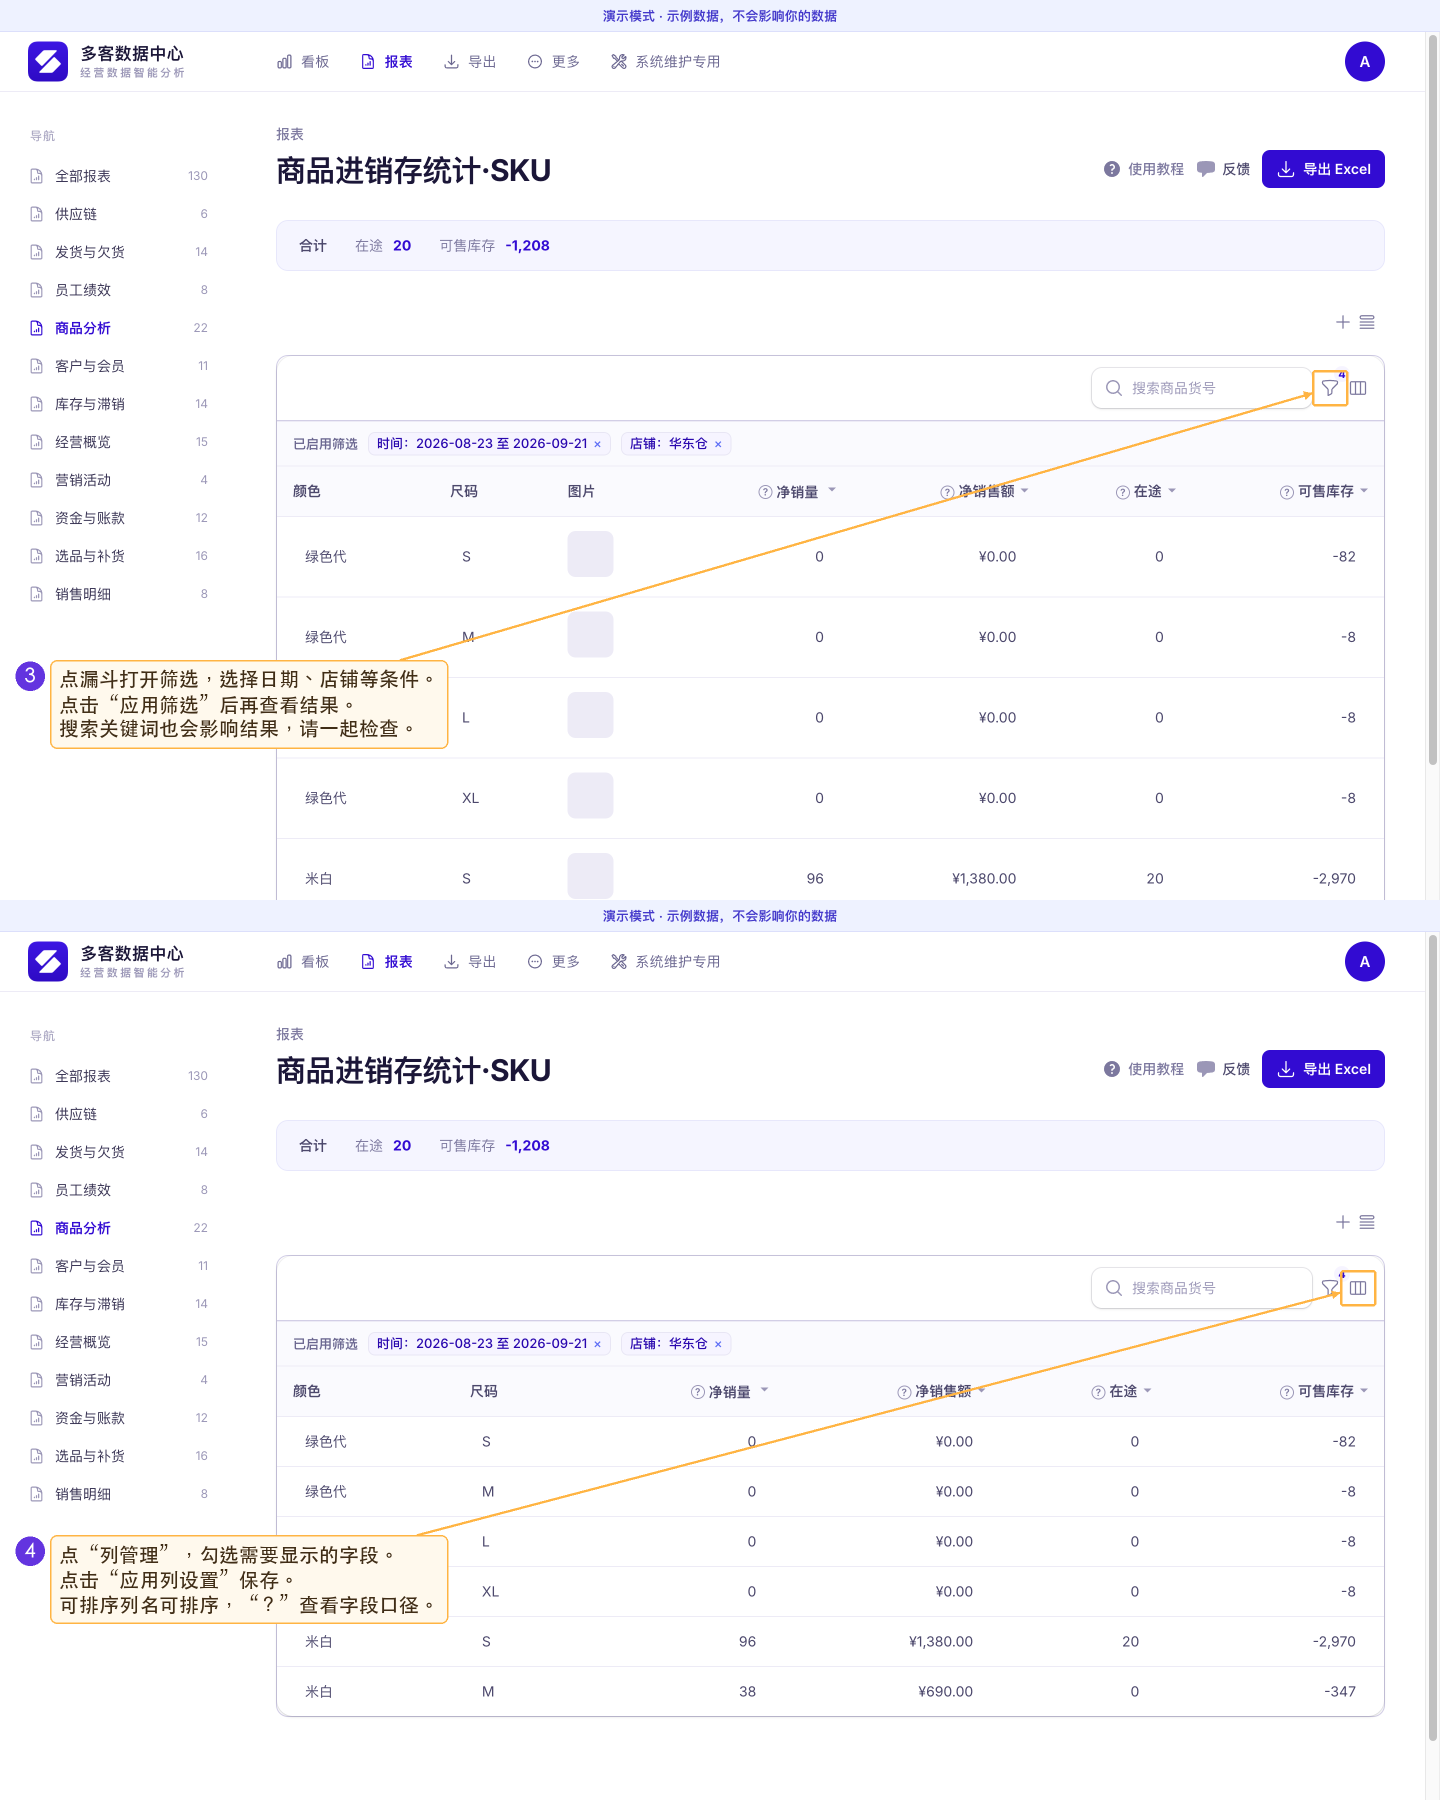 演示模式 · 示例数据，不会影响你的数据
多客数据中心
经营数据智能分析
看板 报表 导出 更多 系统维护专用 A
导航
全部报表 130
供应链 6
发货与欠货 14
员工绩效 8
商品分析 22
客户与会员 11
库存与滞销 14
经营概览 15
营销活动 4
资金与账款 12
选品与补货 16
销售明细 8
报表
商品进销存统计·SKU
? 使用教程 反馈 导出 Excel
合计 在途 20 可售库存 -1,208
搜索商品货号 4
已启用筛选 时间：2026-08-23 至 2026-09-21 × 店铺：华东仓 ×
颜色 尺码 图片 ? 净销量 ? 净销售额 ? 在途 ? 可售库存
绿色代 S 0 ¥0.00 0 -82
绿色代 M 0 ¥0.00 0 -8
L 0 ¥0.00 0 -8
绿色代 XL 0 ¥0.00 0 -8
米白 S 96 ¥1,380.00 20 -2,970
3
点漏斗打开筛选，选择日期、店铺等条件。
点击“应用筛选”后再查看结果。
搜索关键词也会影响结果，请一起检查。
演示模式 · 示例数据，不会影响你的数据
多客数据中心
经营数据智能分析
看板 报表 导出 更多 系统维护专用 A
导航
全部报表 130
供应链 6
发货与欠货 14
员工绩效 8
商品分析 22
客户与会员 11
库存与滞销 14
经营概览 15
营销活动 4
资金与账款 12
选品与补货 16
销售明细 8
报表
商品进销存统计·SKU
? 使用教程 反馈 导出 Excel
合计 在途 20 可售库存 -1,208
搜索商品货号 4
已启用筛选 时间：2026-08-23 至 2026-09-21 × 店铺：华东仓 ×
颜色 尺码 ? 净销量 ? 净销售额 ? 在途 ? 可售库存
绿色代 S 0 ¥0.00 0 -82
绿色代 M 0 ¥0.00 0 -8
L 0 ¥0.00 0 -8
XL 0 ¥0.00 0 -8
米白 S 96 ¥1,380.00 20 -2,970
米白 M 38 ¥690.00 0 -347
4
点“列管理”，勾选需要显示的字段。
点击“应用列设置”保存。
可排序列名可排序，“？”查看字段口径。